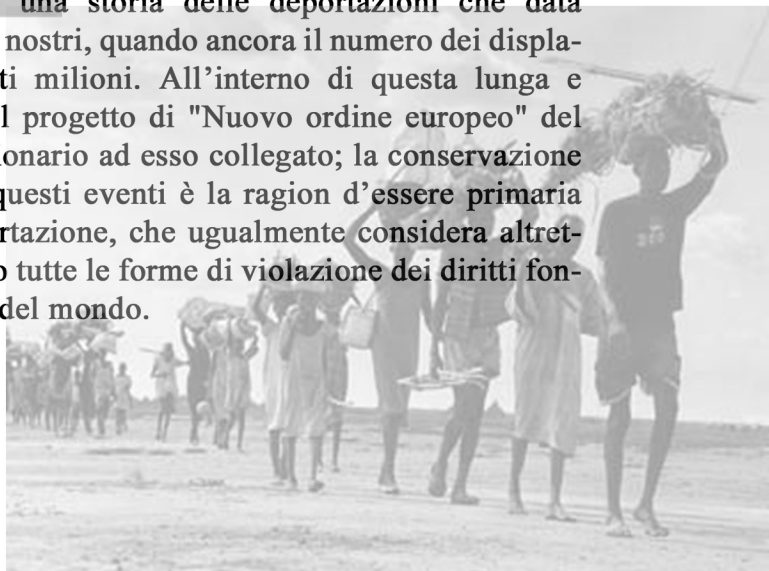 una storia delle deportazioni che data
nostri, quando ancora il numero dei displa-
ti milioni. All’interno di questa lunga e
l progetto di "Nuovo ordine europeo" del
onario ad esso collegato; la conservazione
questi eventi è la ragion d’essere primaria
rtazione, che ugualmente considera altret-
o tutte le forme di violazione dei diritti fon-
del mondo.